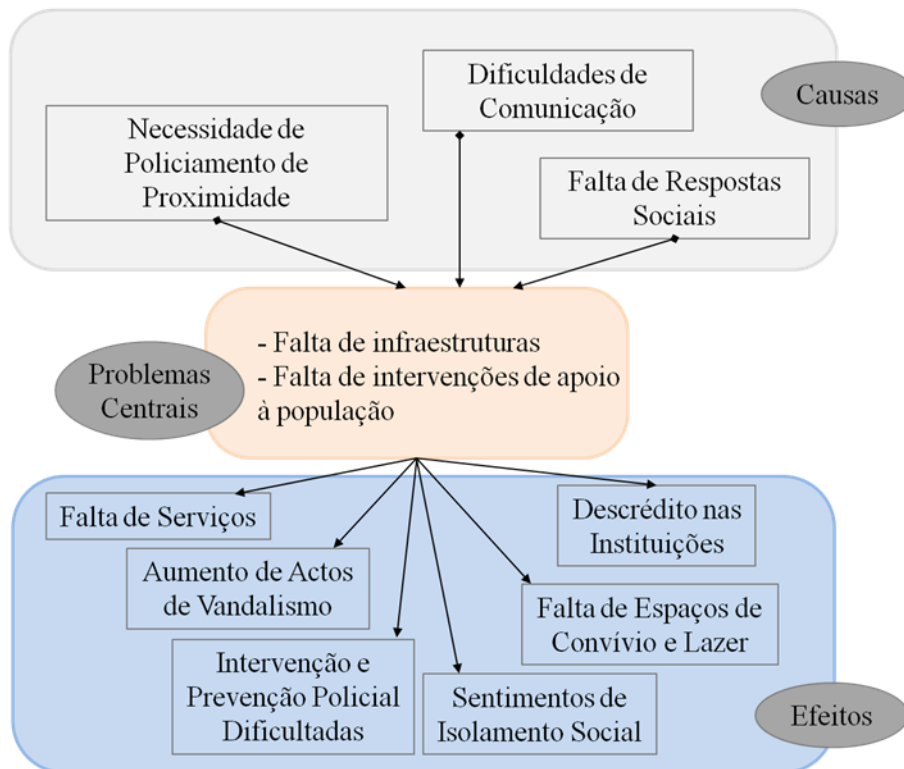 Dificuldades de
Comunicação
Causas
Necessidade de
Policiamento de
Proximidade
Falta de Respostas
Sociais
- Falta de infraestruturas
- Falta de intervenções de apoio
à população
Problemas
Centrais
Falta de Serviços
Descrédito nas
Instituições
Aumento de Actos
de Vandalismo
Falta de Espaços de
Convívio e Lazer
Intervenção e
Prevenção Policial
Dificultadas
Sentimentos de
Isolamento Social
Efeitos